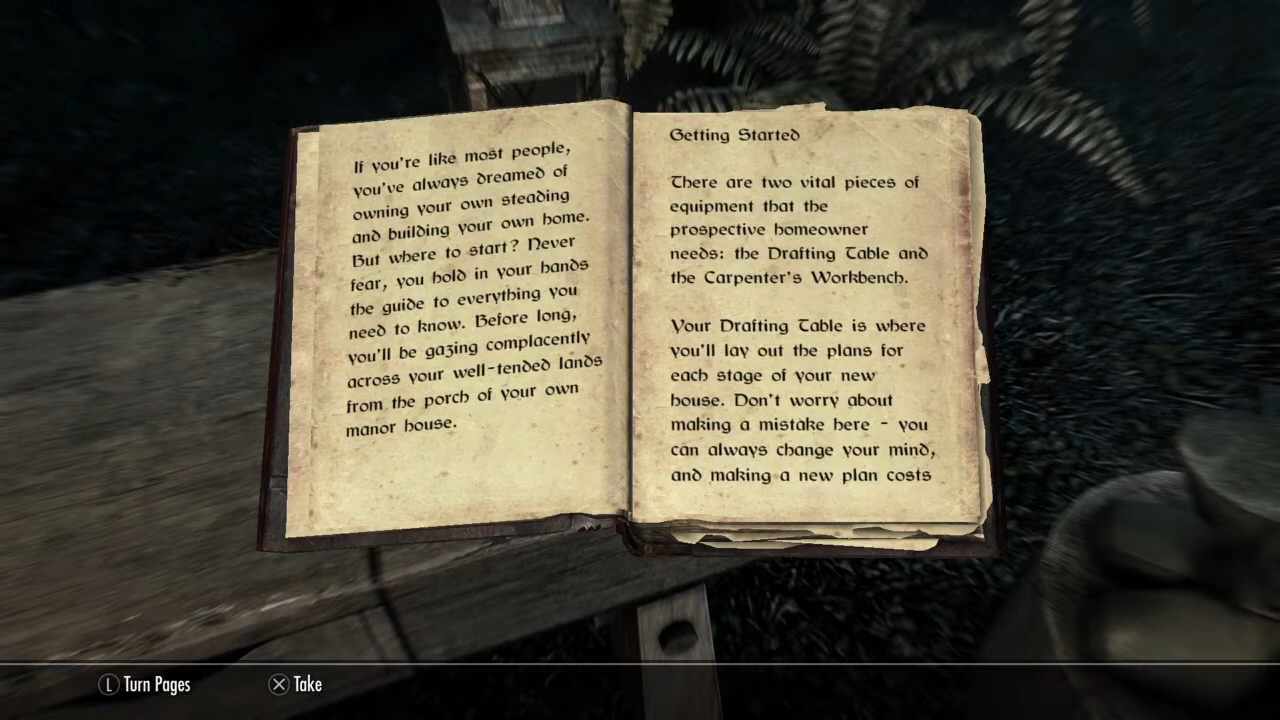 If you're like most people,
you've always dreamed of
owning your own steading
and building your own home.
But where to start? Never
fear, you hold in your hands
the guide to everything you
need to know. Before long,
you'll be gazing complacently
across your well-tended lands
from the porch of your own
manor house.
Getting Started
There are two vital pieces of
equipment that the
prospective homeowner
needs: the Drafting Table and
the Carpenter's Workbench.
Your Drafting Table is where
you'll lay out the plans for
each stage of your new
house. Don't worry about
making a mistake here - you
can always change your mind,
and making a new plan costs
L Turn Pages
X Take